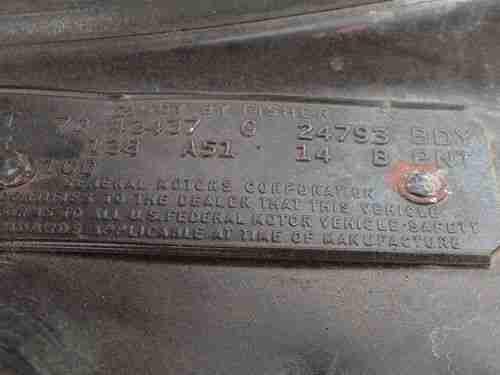 BODY BY FISHER
72 13437 O 24793 BDY
138 A51 14 B PNT
GENERAL MOTORS CORPORATION
TO THE DEALER THAT THIS VEHICLE
TO ALL U.S. FEDERAL MOTOR VEHICLE SAFETY
APPLICABLE AT TIME OF MANUFACTURE